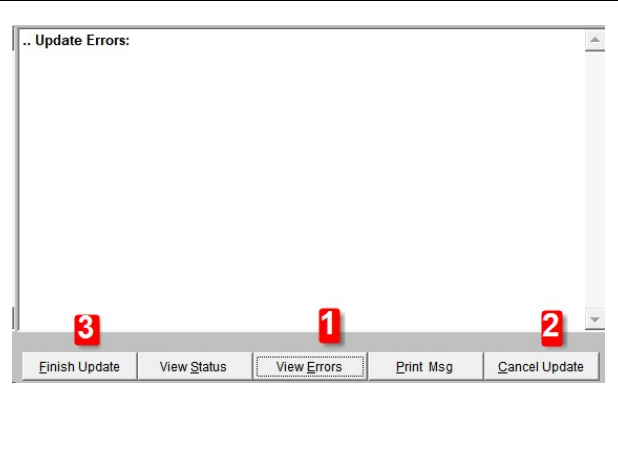 .. Update Errors:
3
1
2
Finish Update
View Status
View Errors
Print Msg
Cancel Update